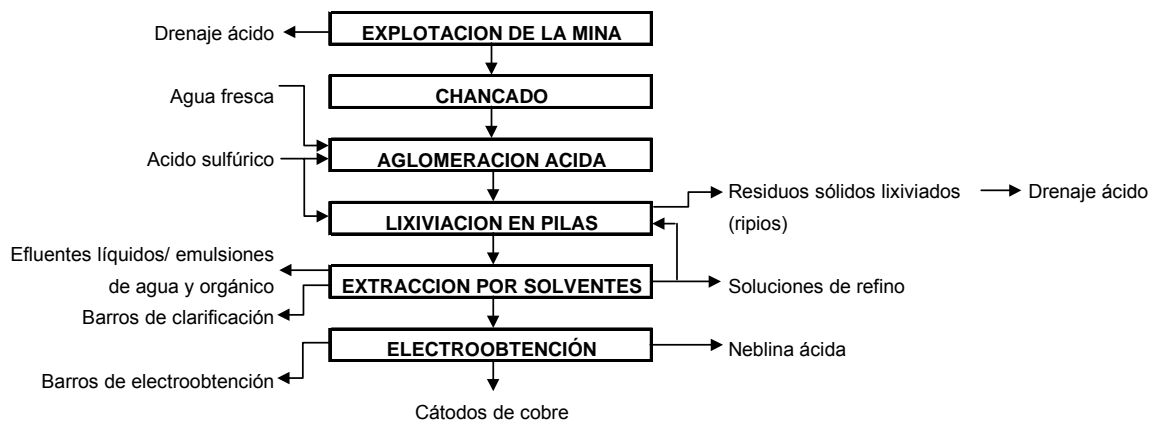 Drenaje ácido
EXPLOTACION DE LA MINA
Agua fresca
CHANCADO
Acido sulfúrico
AGLOMERACION ACIDA
LIXIVIACION EN PILAS
Residuos sólidos lixiviados
(ripios)
Drenaje ácido
Efluentes líquidos/ emulsiones
de agua y orgánico
Barros de clarificación
EXTRACCION POR SOLVENTES
Soluciones de refino
ELECTROOBTENCIÓN
Neblina ácida
Barros de electroobtención
Cátodos de cobre